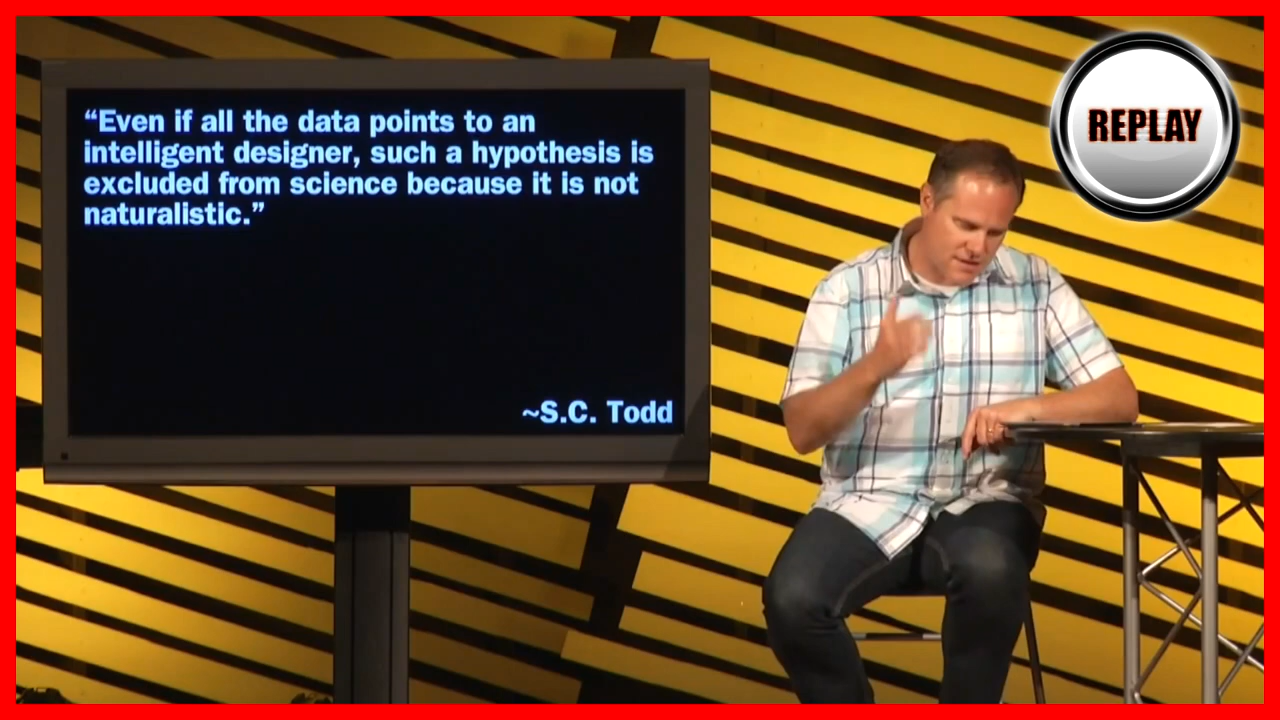 “Even if all the data points to an
intelligent designer, such a hypothesis is
excluded from science because it is not
naturalistic.”
~S.C. Todd
REPLAY